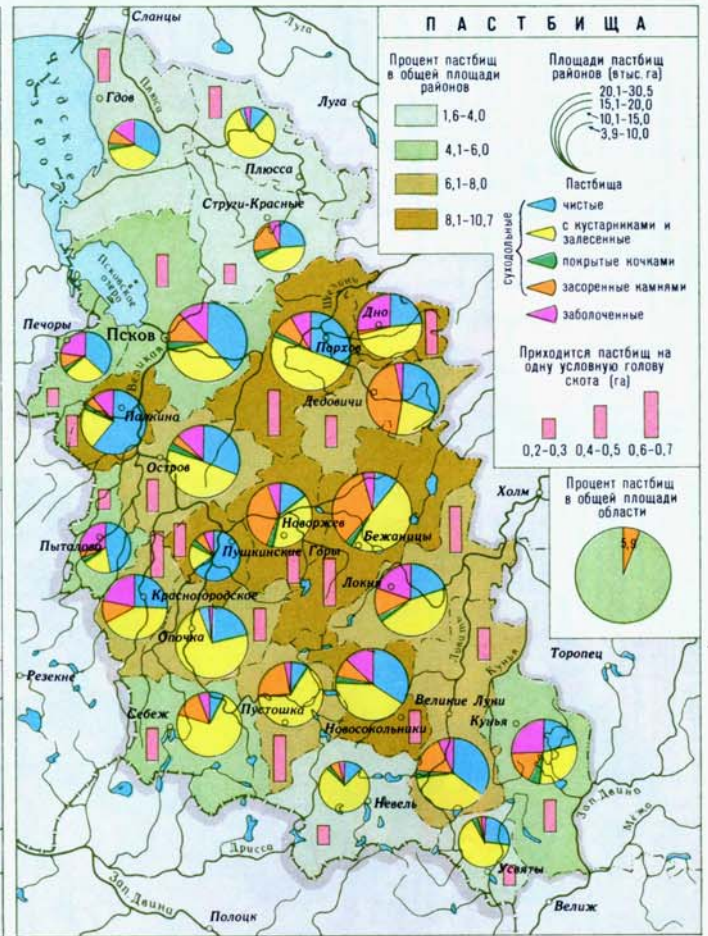 ПАСТБИЩА
Процент пастбищ
в общей площади
районов
1,6–4,0
4,1–6,0
6,1–8,0
8,1–10,7
Площади пастбищ
районов (втыс. га)
20,1–30,5
15,1–20,0
10,1–15,0
3,9–10,0
Пастбища
суходольные
чистые
с кустарниками и
залесенные
покрытые кочками
засоренные камнями
заболоченные
Приходится пастбищ на
одну условную голову
скота (га)
0,2–0,3
0,4–0,5
0,6–0,7
Процент пастбищ
в общей площади
области
5,9
Сланцы
Луга
Чудское
озеро
Плюса
Гдов
Луга
Плюсса
Струги-Красные
Псковское
озеро
Шелонь
Печоры
Псков
Дно
Порхов
Великая
Дедовичи
Палкина
Остров
Холм
Новоржев
Бежаницы
Пыталово
Пушкинские Горы
Локня
Красногородское
Опочка
Ловать
Кунья
Торопец
Резекне
Себеж
Пустошка
Великие Луки
Новосокольники
Кунья
Зап. Двина
Межа
Невель
Дрисса
Усвяты
Зап. Двина
Полоцк
Велиж